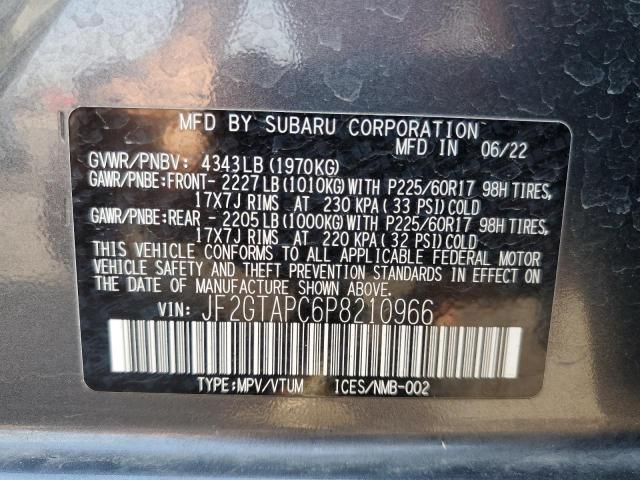 MFD BY SUBARU CORPORATION
MFD IN 06/22
GVWR/PNBV: 4343LB(1970KG)
GAWR/PNBE:FRONT- 2227LB(1010KG)WITH P225/60R17 98H TIRES,
17X7J RIMS AT 230 KPA(33 PSI)COLD
GAWR/PNBE:REAR - 2205LB(1000KG)WITH P225/60R17 98H TIRES,
17X7J RIMS AT 220 KPA(32 PSI)COLD
THIS VEHICLE CONFORMS TO ALL APPLICABLE FEDERAL MOTOR
VEHICLE SAFETY AND THEFT PREVENTION STANDARDS IN EFFECT ON
THE DATE OF MANUFACTURE SHOWN ABOVE.
VIN: JF2GTAPC6P8210966
TYPE:MPV/VTUM ICES/NMB-002